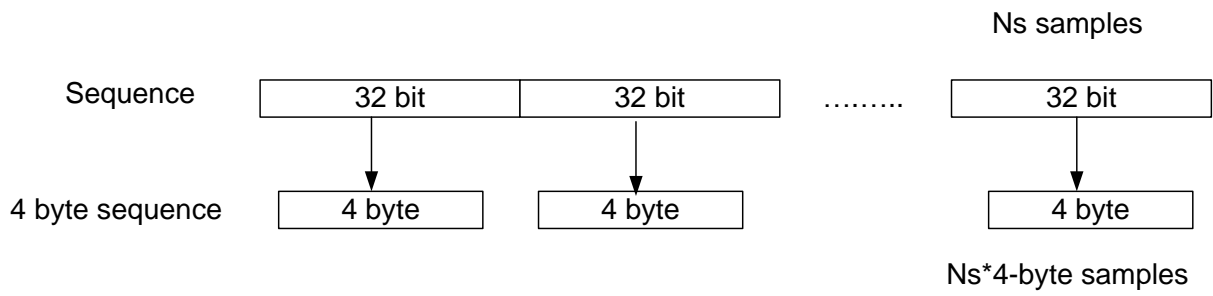 Ns samples
Sequence 32 bit 32 bit …..….. 32 bit
4 byte sequence 4 byte 4 byte 4 byte
Ns*4-byte samples